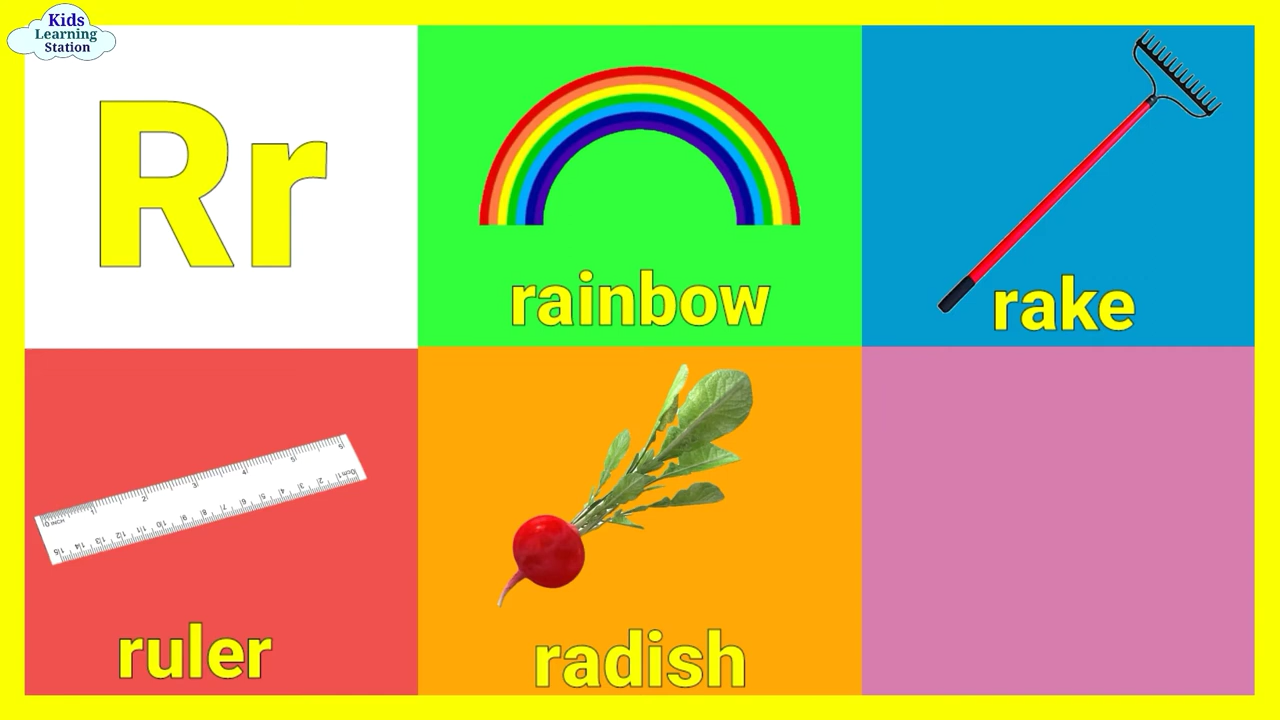 Kids
Learning
Station
Rr
rainbow
rake
ruler
radish